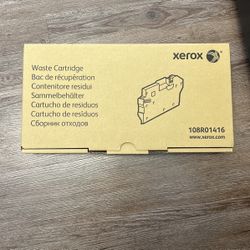 xerox
Waste Cartridge
Bac de récupération
Contenitore residui
Sammelbehälter
Cartucho de residuos
Cartucho de resíduos
Сборник отходов
108R01416
www.xerox.com